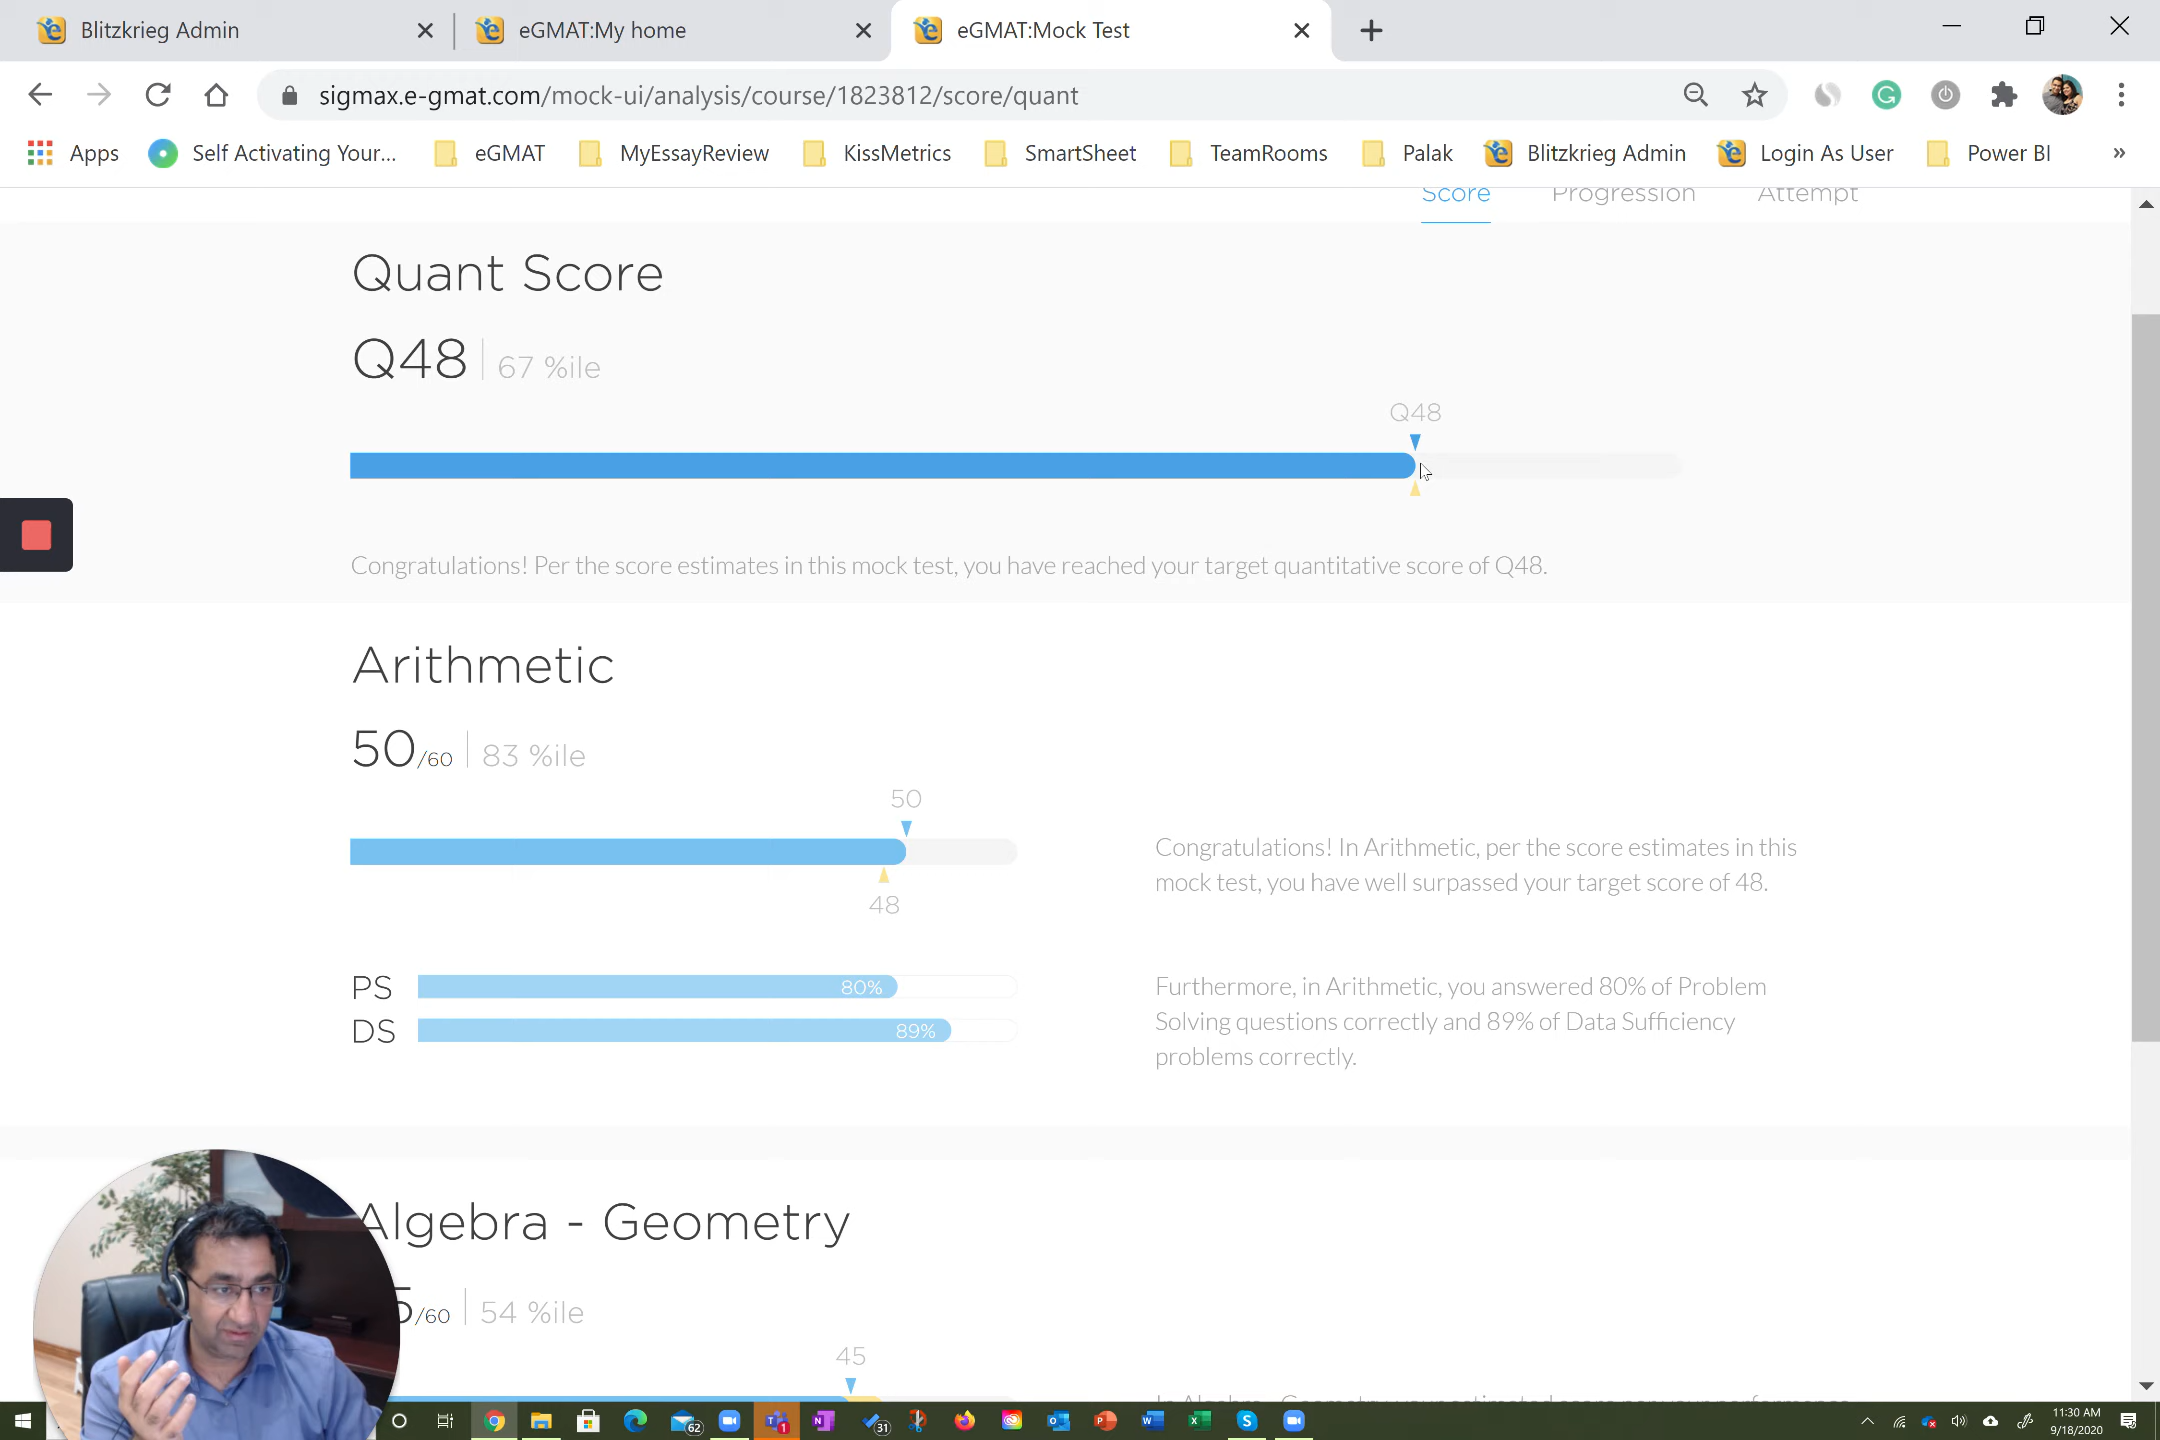 Blitzkrieg Admin
eGMAT:My home
eGMAT:Mock Test
sigmax.e-gmat.com/mock-ui/analysis/course/1823812/score/quant
Apps
Self Activating Your...
eGMAT
MyEssayReview
KissMetrics
SmartSheet
TeamRooms
Palak
Blitzkrieg Admin
Login As User
Power BI
»
Score
Progression
Attempt
Quant Score
Q48 | 67 %ile
Q48
Congratulations! Per the score estimates in this mock test, you have reached your target quantitative score of Q48.
Arithmetic
50/60 | 83 %ile
50
48
Congratulations! In Arithmetic, per the score estimates in this
mock test, you have well surpassed your target score of 48.
PS 80%
DS 89%
Furthermore, in Arithmetic, you answered 80% of Problem
Solving questions correctly and 89% of Data Sufficiency
problems correctly.
Algebra - Geometry
5/60 | 54 %ile
45
62
1
31
11:30 AM
9/18/2020